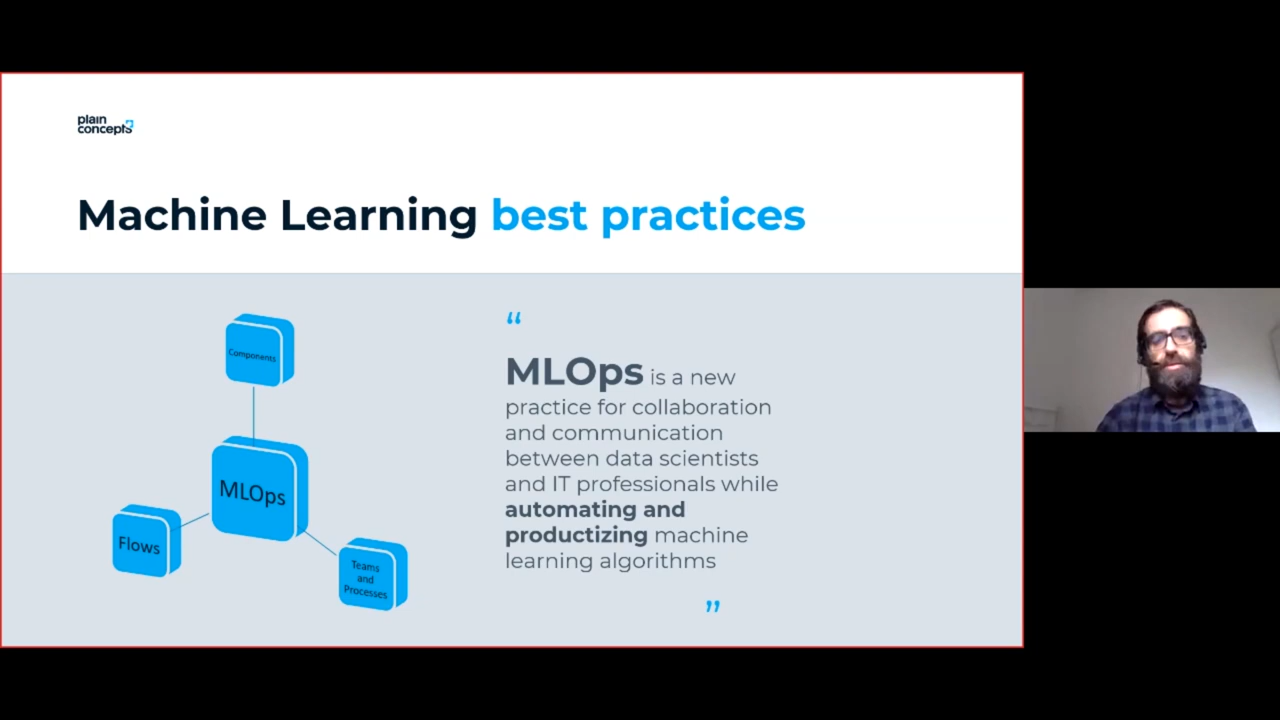 plain
concepts
Machine Learning best practices
Components
MLOps
Flows
Teams
and
Processes
“
MLOps is a new
practice for collaboration
and communication
between data scientists
and IT professionals while
automating and
productizing machine
learning algorithms
”